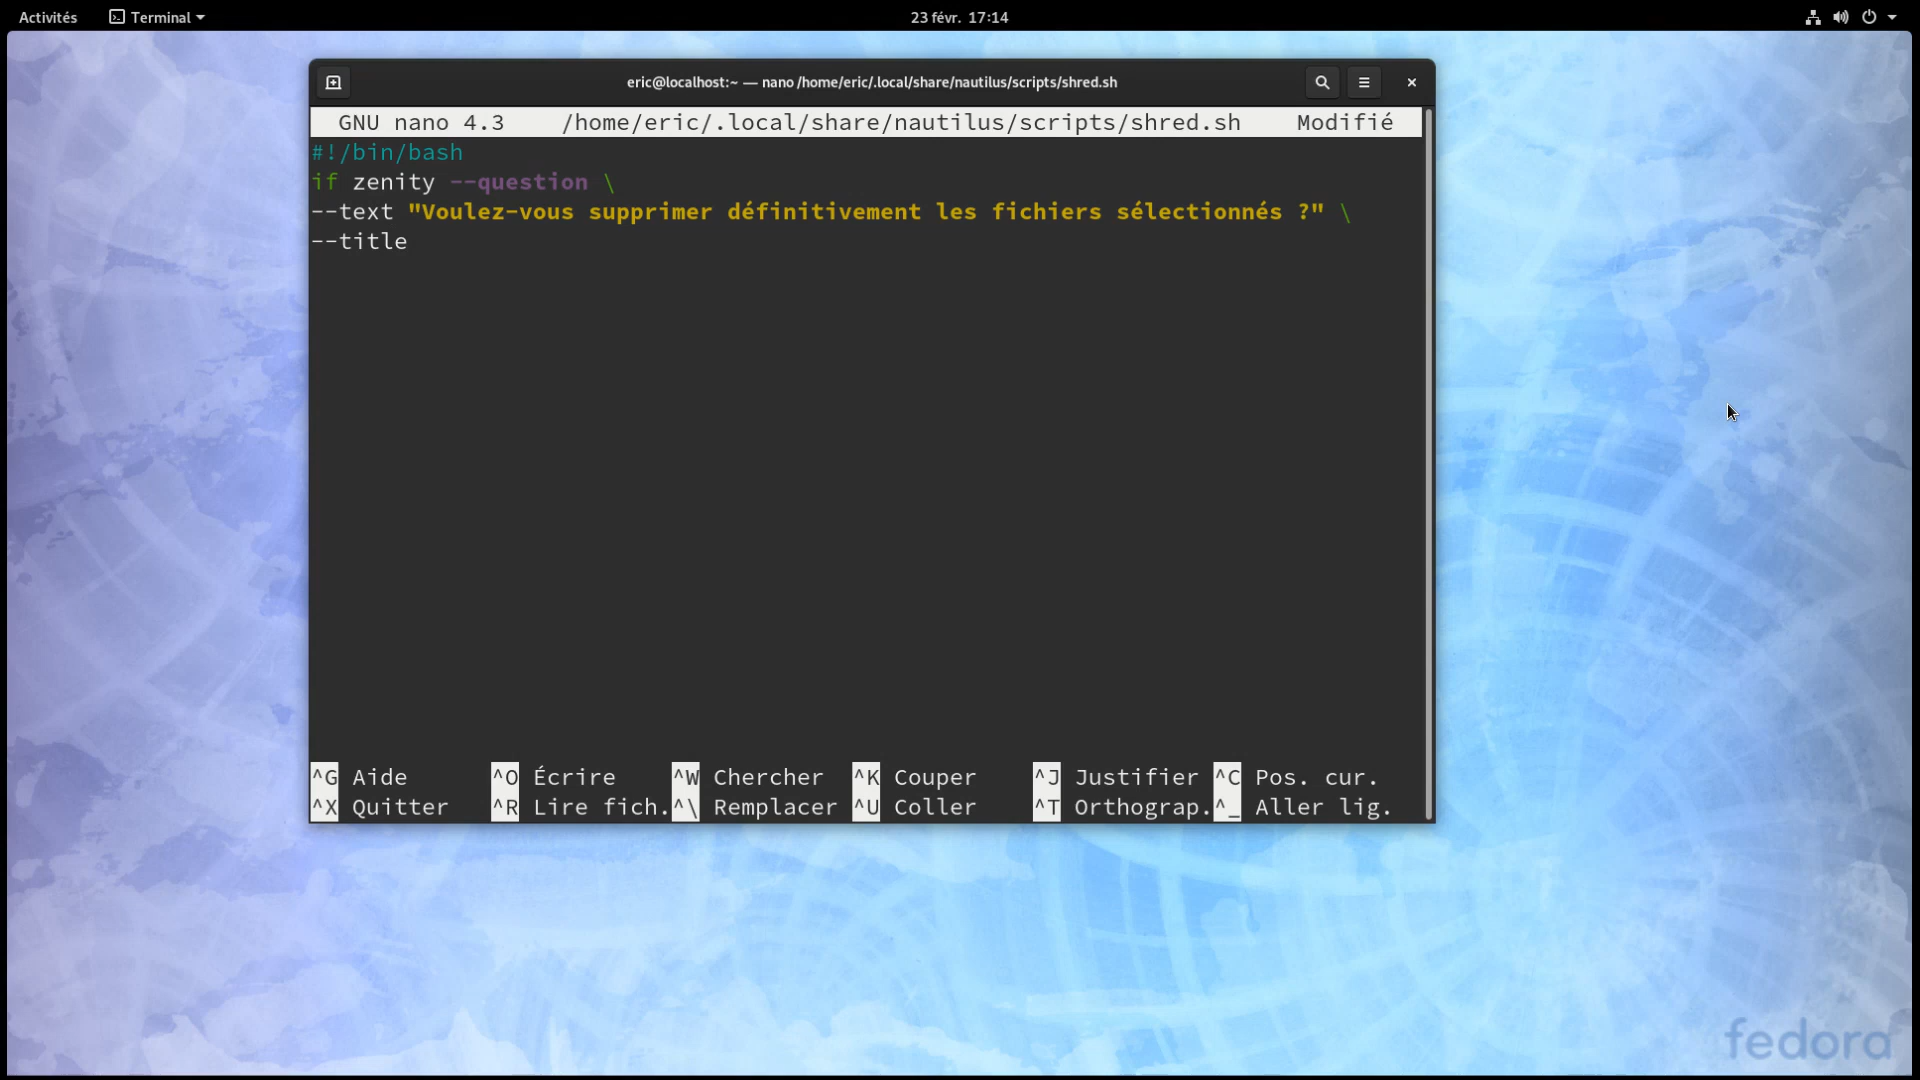 Activités Terminal 23 févr. 17:14
eric@localhost:~ — nano /home/eric/.local/share/nautilus/scripts/shred.sh
GNU nano 4.3 /home/eric/.local/share/nautilus/scripts/shred.sh Modifié
#!/bin/bash
if zenity --question \
--text "Voulez-vous supprimer définitivement les fichiers sélectionnés ?" \
--title
^G Aide ^O Écrire ^W Chercher ^K Couper ^J Justifier ^C Pos. cur.
^X Quitter ^R Lire fich. ^\ Remplacer ^U Coller ^T Orthograp. ^_ Aller lig.
fedora